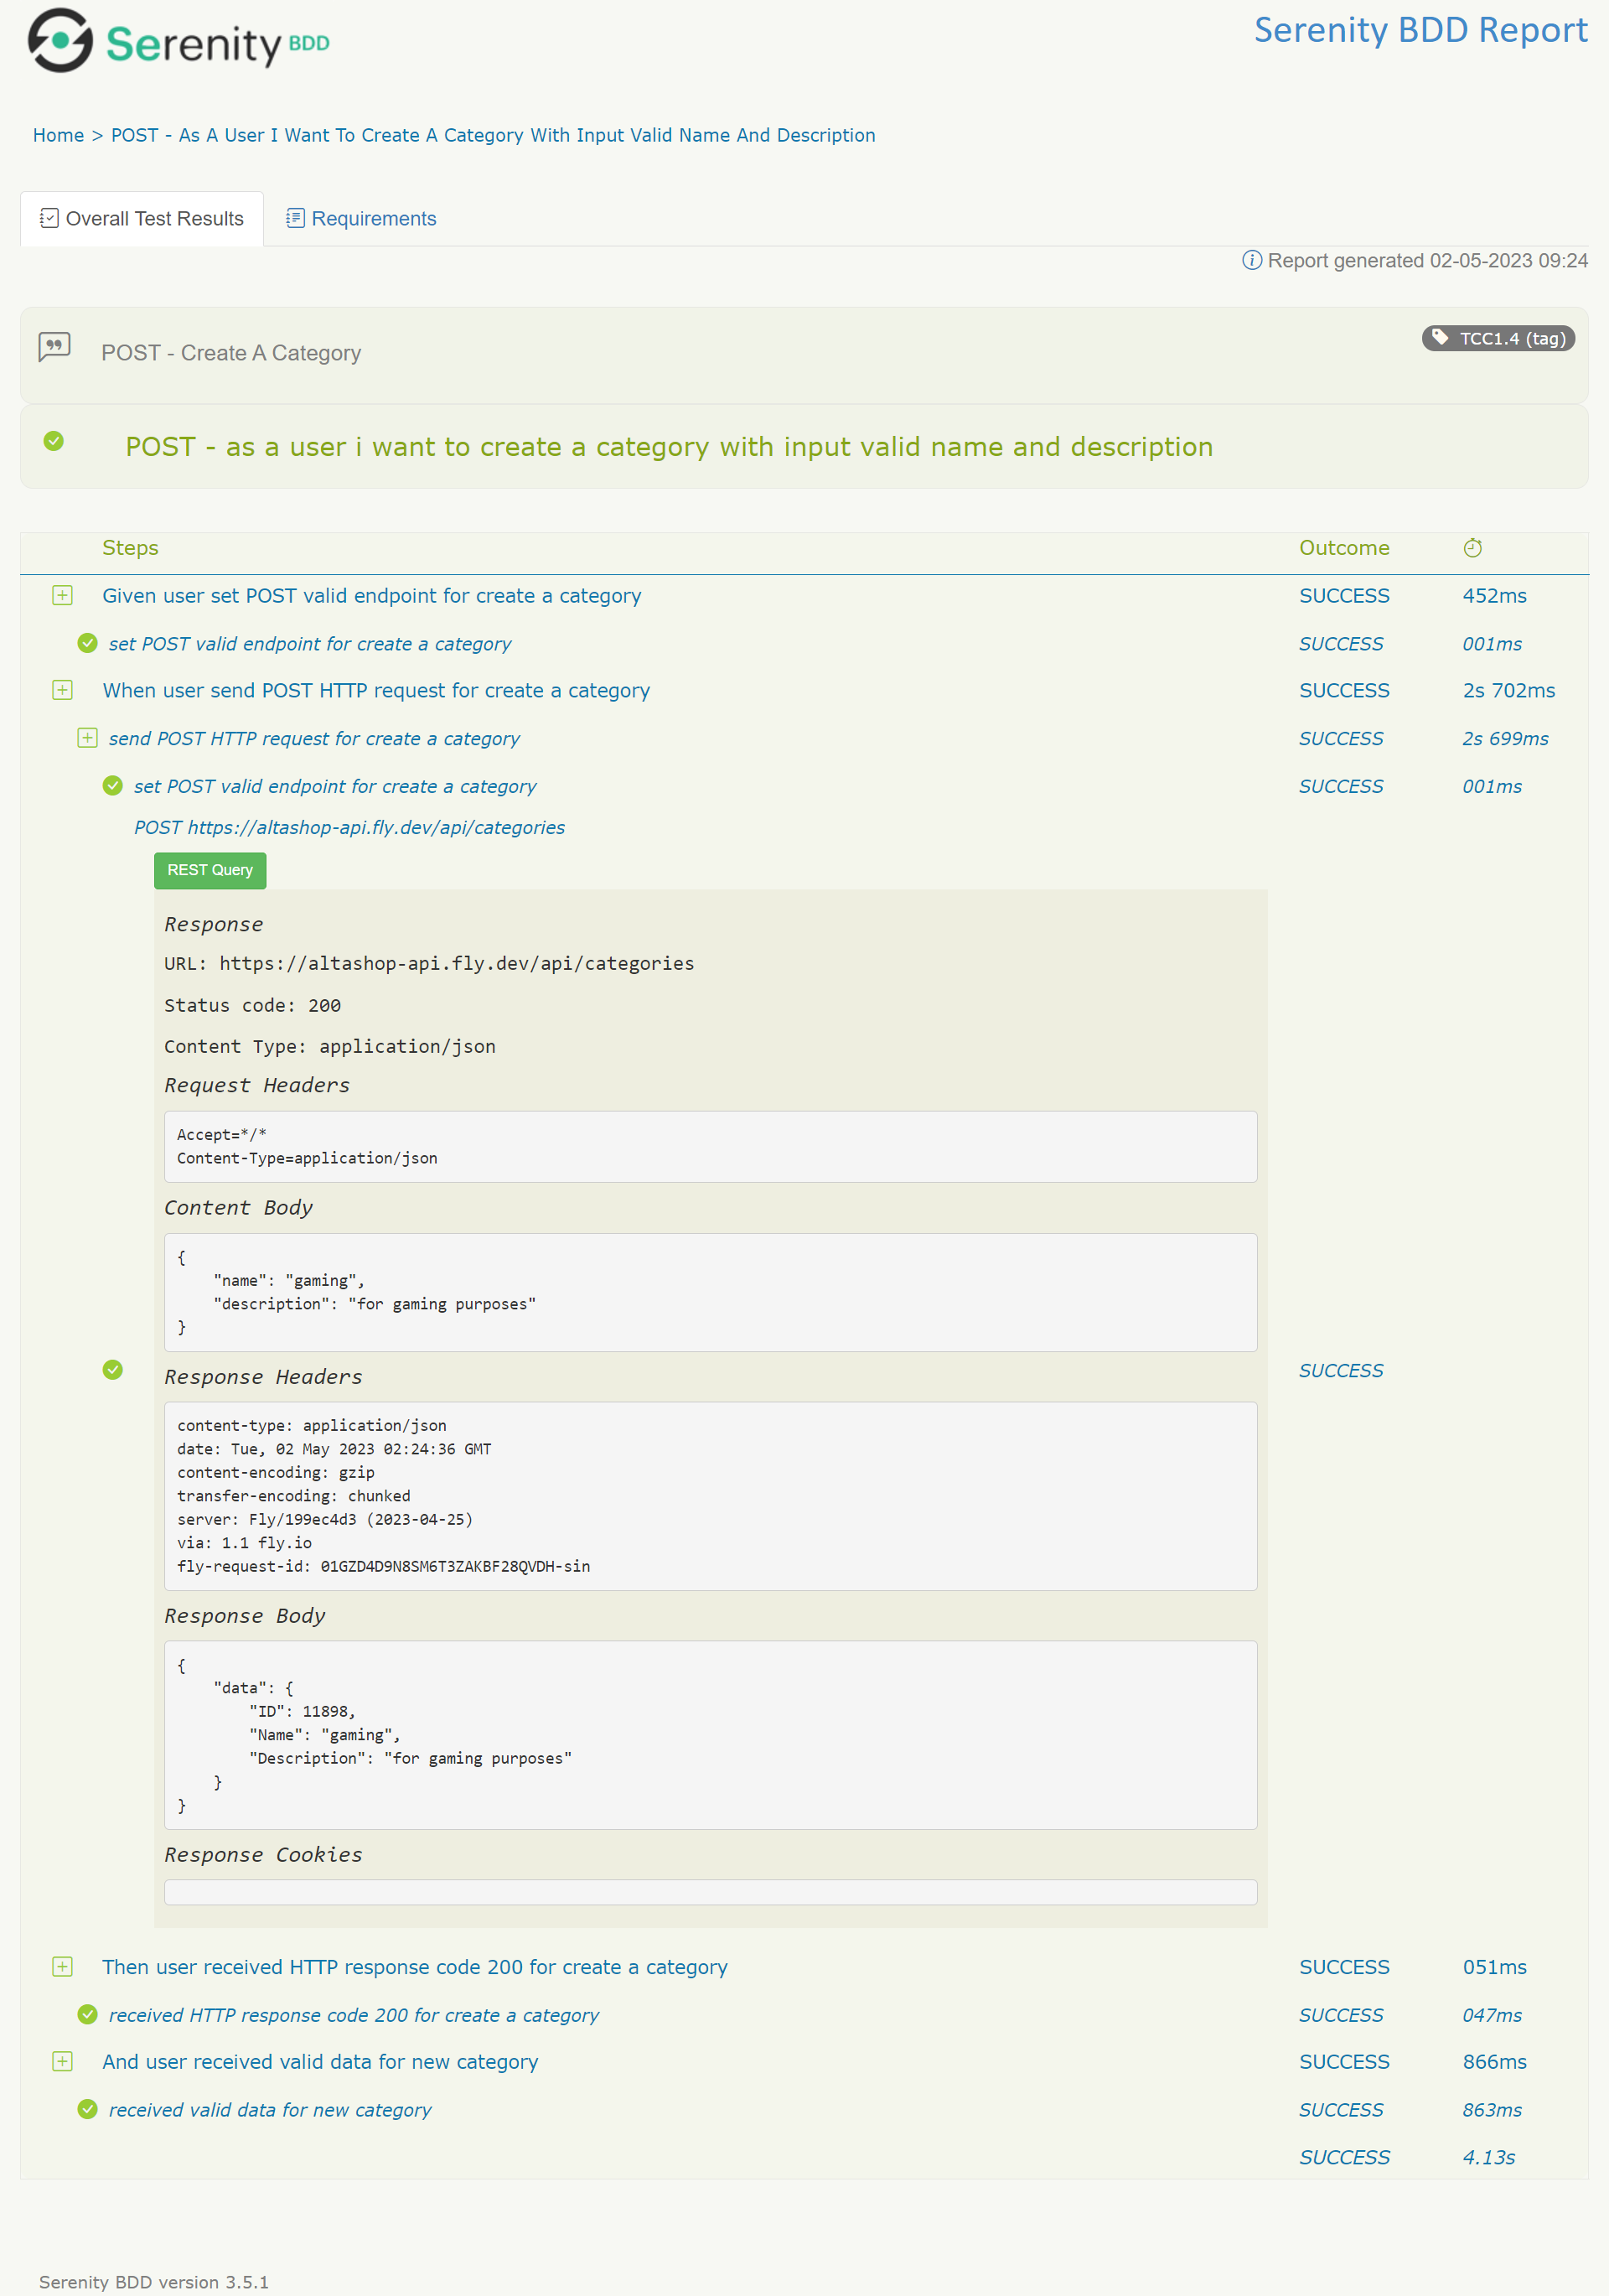 Serenity BDD
Serenity BDD Report
Home > POST - As A User I Want To Create A Category With Input Valid Name And Description
Overall Test Results
Requirements
Report generated 02-05-2023 09:24
POST - Create A Category
TCC1.4 (tag)
POST - as a user i want to create a category with input valid name and description
Steps Outcome
Given user set POST valid endpoint for create a category SUCCESS 452ms
set POST valid endpoint for create a category SUCCESS 001ms
When user send POST HTTP request for create a category SUCCESS 2s 702ms
send POST HTTP request for create a category SUCCESS 2s 699ms
set POST valid endpoint for create a category SUCCESS 001ms
POST https://altashop-api.fly.dev/api/categories
REST Query
Response
URL: https://altashop-api.fly.dev/api/categories
Status code: 200
Content Type: application/json
Request Headers
Accept=*/*
Content-Type=application/json
Content Body
{
    "name": "gaming",
    "description": "for gaming purposes"
}
Response Headers SUCCESS
content-type: application/json
date: Tue, 02 May 2023 02:24:36 GMT
content-encoding: gzip
transfer-encoding: chunked
server: Fly/199ec4d3 (2023-04-25)
via: 1.1 fly.io
fly-request-id: 01GZD4D9N8SM6T3ZAKBF28QVDH-sin
Response Body
{
    "data": {
        "ID": 11898,
        "Name": "gaming",
        "Description": "for gaming purposes"
    }
}
Response Cookies
Then user received HTTP response code 200 for create a category SUCCESS 051ms
received HTTP response code 200 for create a category SUCCESS 047ms
And user received valid data for new category SUCCESS 866ms
received valid data for new category SUCCESS 863ms
SUCCESS 4.13s
Serenity BDD version 3.5.1